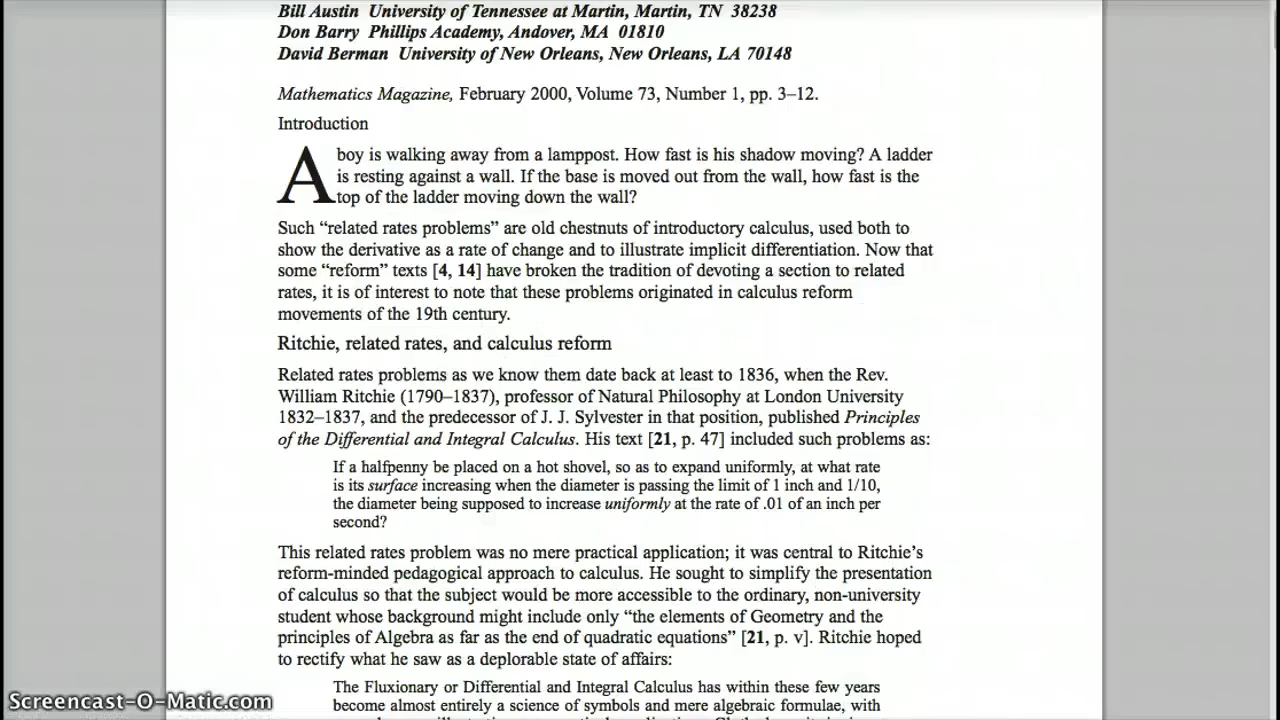 Bill Austin University of Tennessee at Martin, Martin, TN 38238
Don Barry Phillips Academy, Andover, MA 01810
David Berman University of New Orleans, New Orleans, LA 70148
Mathematics Magazine, February 2000, Volume 73, Number 1, pp. 3–12.
Introduction
A boy is walking away from a lamppost. How fast is his shadow moving? A ladder
is resting against a wall. If the base is moved out from the wall, how fast is the
top of the ladder moving down the wall?
Such “related rates problems” are old chestnuts of introductory calculus, used both to
show the derivative as a rate of change and to illustrate implicit differentiation. Now that
some “reform” texts [4, 14] have broken the tradition of devoting a section to related
rates, it is of interest to note that these problems originated in calculus reform
movements of the 19th century.
Ritchie, related rates, and calculus reform
Related rates problems as we know them date back at least to 1836, when the Rev.
William Ritchie (1790–1837), professor of Natural Philosophy at London University
1832–1837, and the predecessor of J. J. Sylvester in that position, published Principles
of the Differential and Integral Calculus. His text [21, p. 47] included such problems as:
If a halfpenny be placed on a hot shovel, so as to expand uniformly, at what rate
is its surface increasing when the diameter is passing the limit of 1 inch and 1/10,
the diameter being supposed to increase uniformly at the rate of .01 of an inch per
second?
This related rates problem was no mere practical application; it was central to Ritchie’s
reform-minded pedagogical approach to calculus. He sought to simplify the presentation
of calculus so that the subject would be more accessible to the ordinary, non-university
student whose background might include only “the elements of Geometry and the
principles of Algebra as far as the end of quadratic equations” [21, p. v]. Ritchie hoped
to rectify what he saw as a deplorable state of affairs:
The Fluxionary or Differential and Integral Calculus has within these few years
become almost entirely a science of symbols and mere algebraic formulae, with
Screencast-O-Matic.com